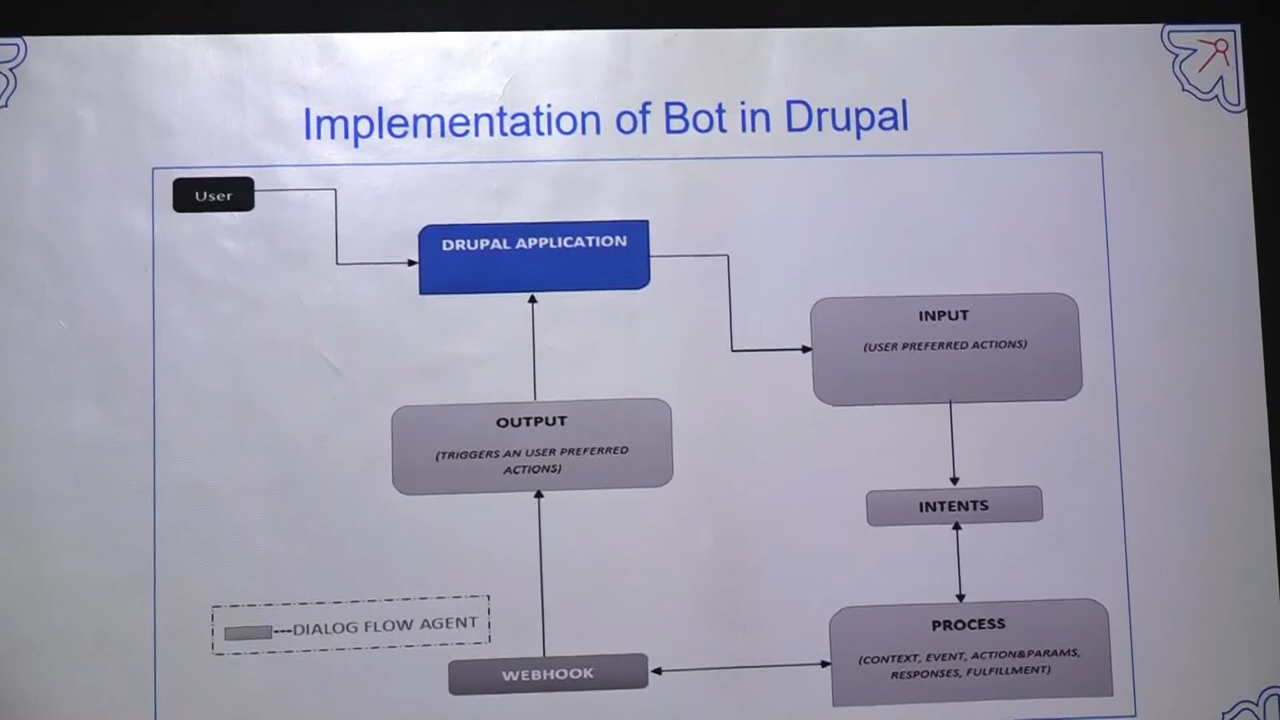 Implementation of Bot in Drupal
User
DRUPAL APPLICATION
INPUT
(USER PREFERRED ACTIONS)
OUTPUT
(TRIGGERS AN USER PREFERRED
ACTIONS)
INTENTS
---DIALOG FLOW AGENT
PROCESS
(CONTEXT, EVENT, ACTION&PARAMS,
RESPONSES, FULFILLMENT)
WEBHOOK